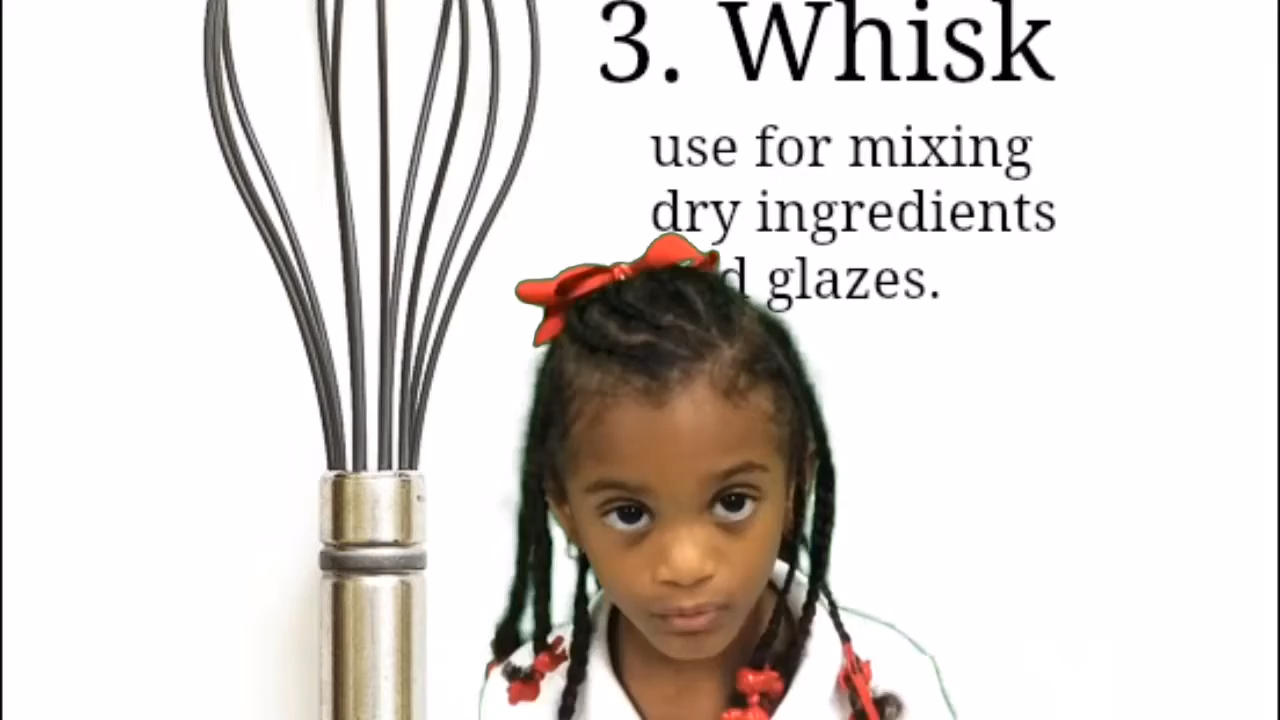 3. Whisk
use for mixing
dry ingredients
glazes.